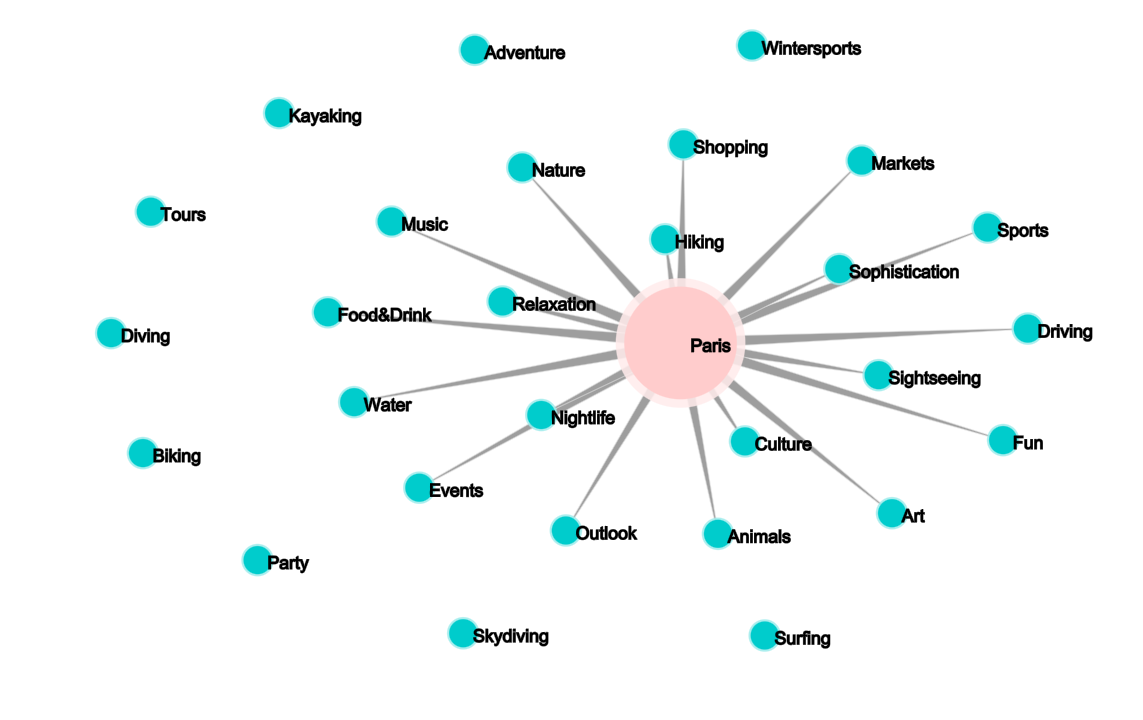 Wintersports
Adventure
Kayaking
Shopping
Markets
Nature
Tours
Music
Sports
Hiking
Sophistication
Relaxation
Food&Drink
Driving
Diving
Paris
Sightseeing
Water
Nightlife
Fun
Culture
Biking
Events
Art
Outlook
Animals
Party
Skydiving
Surfing